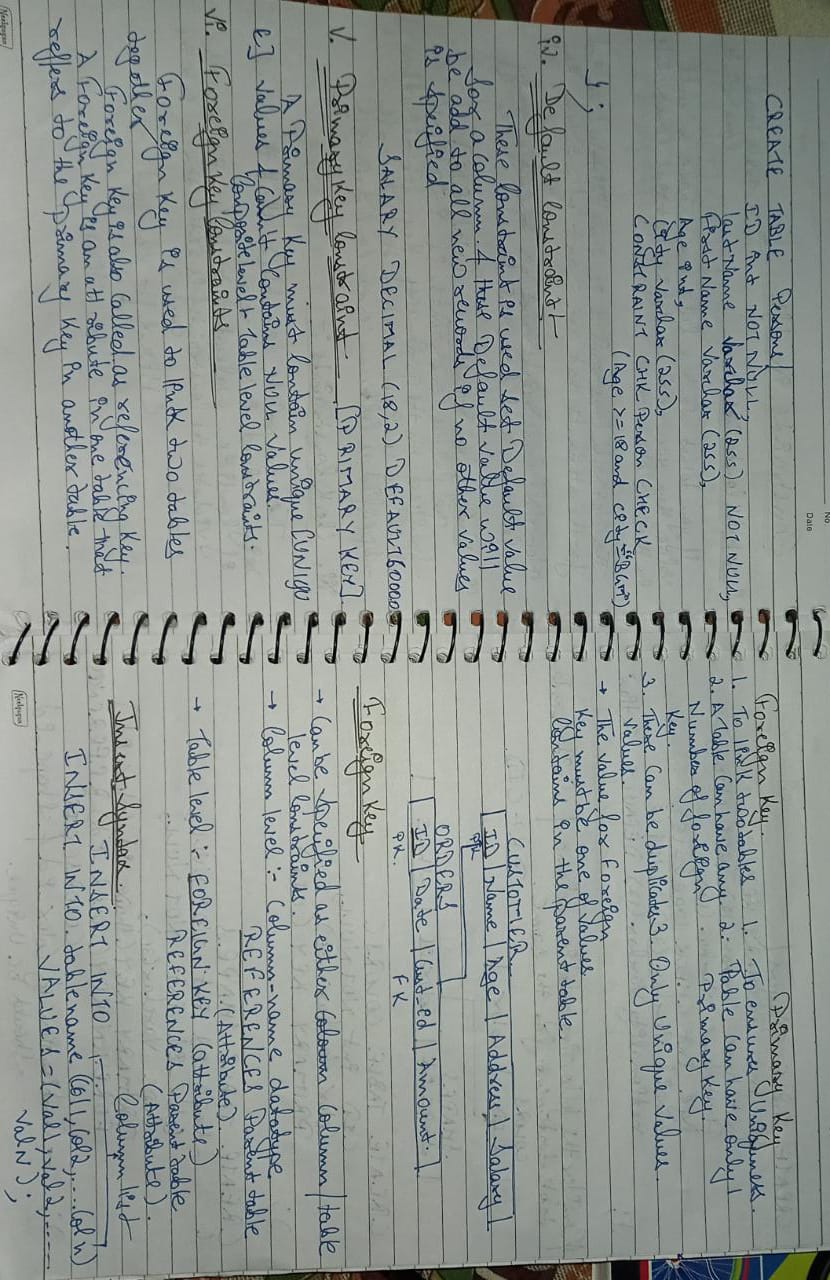 No.
Date
CREATE TABLE Persons(
ID int NOT NULL,
last Name Varchar (255) NOT NULL,
First Name Varchar (255),
Age int,
City Varchar (255),
CONSTRAINT CHK Person CHECK
(Age >= 18 and city = "BGM")
);
iv. Default Constraint
These Constraint is used set Default value
for a column. & these Default value will
be add to all new records if no other values
is specified
SALARY DECIMAL (18,2) DEFAULT 60000
V. Primary Key Constraint [PRIMARY KEY].
A Primary Key must contain unique [UNIQU
E] values & Can't Contains NULL values.
Composite level + Table level Constraints.
Vi. Foreign Key Constraints
Foreign Key is used to link two tables
together
Foreign Key is also Called as referencing Key.
A Foreign Key is an attribute in one table that
reffers to the primary Key in another table.
Neelgagan
Foreign Key.
1. To link two tables
2. A Table Can have any
Number of foreign
Key.
3. There Can be duplicates
values.
Primary Key
1. To ensures Uniqueness.
2. Table Can have only 1
Primary Key.
3. Only Unique Values.
→ The value for Foreign
Key must be one of values
Contains in the parent table.
CUSTOMER
ID | Name | Age | Address | Salary
PK
ORDERS
ID | Date | Cust_id | Amount.
PK. FK
Foreign Key
→ Can be specified as either Column / table
level constraints.
→ Column level :- Column-name datatype
REFERENCES Parent table
(Attribute).
→ Table level :- FOREIGN KEY (attribute)
REFERENCES Parent table
(Attribute).
Insert Syntax. Column list
INSERT INTO
INSERT INTO. tablename (Col1, Col2, ... Col n)
VALUES = (Val1, val 2, ......
Val N);
Neelgagan